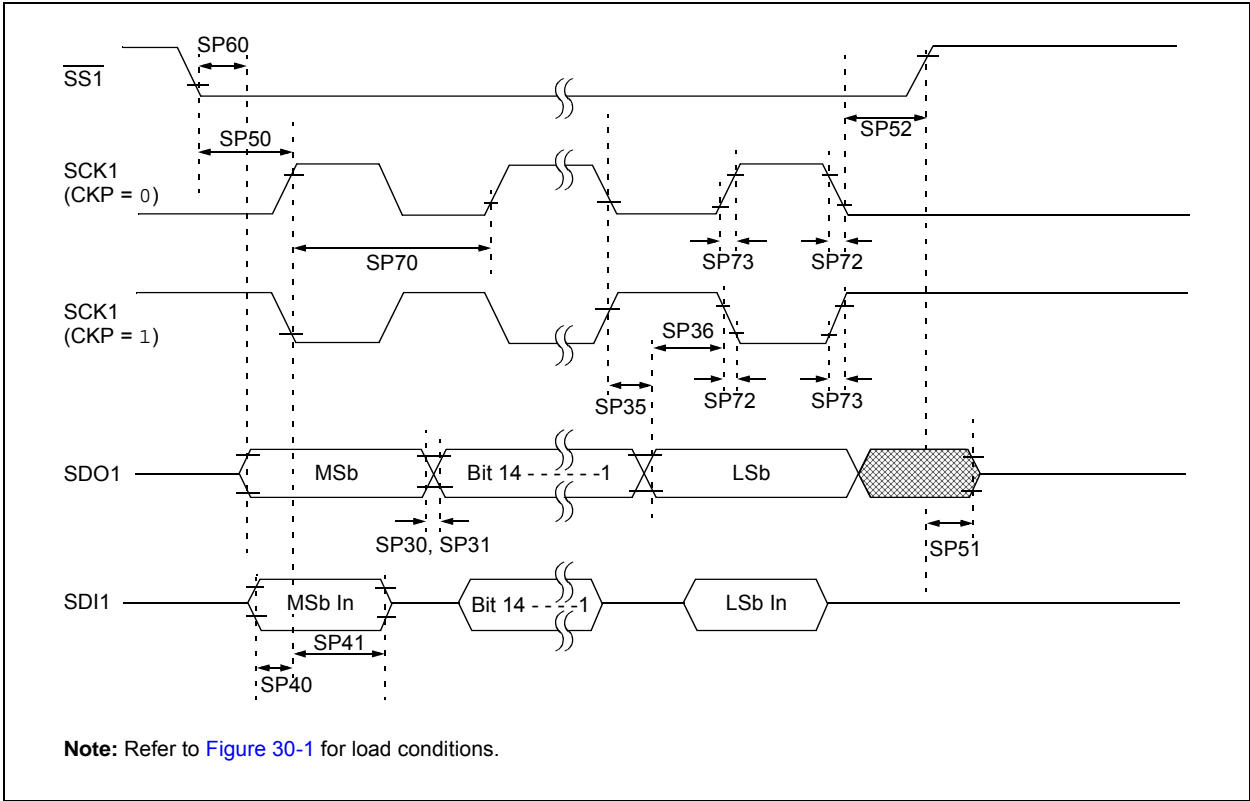 SP60
SS1
SP50
SP52
SCK1
(CKP = 0)
SP70
SP73
SP72
SCK1
(CKP = 1)
SP36
SP35
SP72
SP73
SDO1
MSb
Bit 14 - - - - - -1
LSb
SP30, SP31
SP51
SDI1
MSb In
Bit 14 - - - -1
LSb In
SP41
SP40
Note: Refer to Figure 30-1 for load conditions.